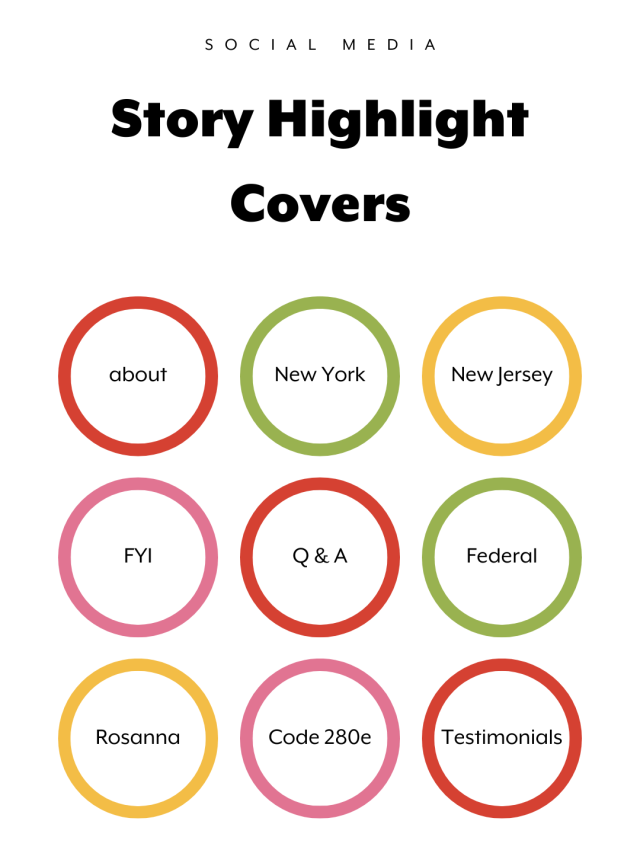 SOCIAL MEDIA
Story Highlight
Covers
about
New York
New Jersey
FYI
Q & A
Federal
Rosanna
Code 280e
Testimonials